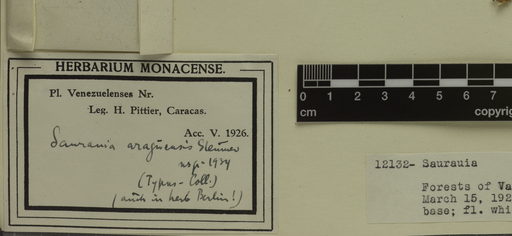 HERBARIUM MONACENSE.
Pl. Venezuelenses Nr.
Leg. H. Pittier, Caracas.
Acc. V. 1926.
Saurauia araguensis Sleumer
n. sp. 1934
(Typus-Coll.)
(auch in herb Berlin!)
0 1 2 3 4 5 6 7
cm
copyrig
12132- Saurauia
Forests of Va
March 15, 192
base; fl. whi